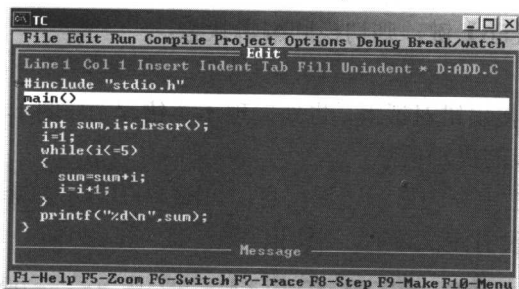 TC
File Edit Run Compile Project Options Debug Break/watch
Edit
Line 1 Col 1 Insert Indent Tab Fill Unindent * D:ADD.C
#include "stdio.h"
main()
{
int sum,i;clrscr();
i=1;
while(i<=5)
{
sum=sum+i;
i=i+1;
}
printf("%d\n",sum);
}
Message
F1-Help F5-Zoom F6-Switch F7-Trace F8-Step F9-Make F10-Menu